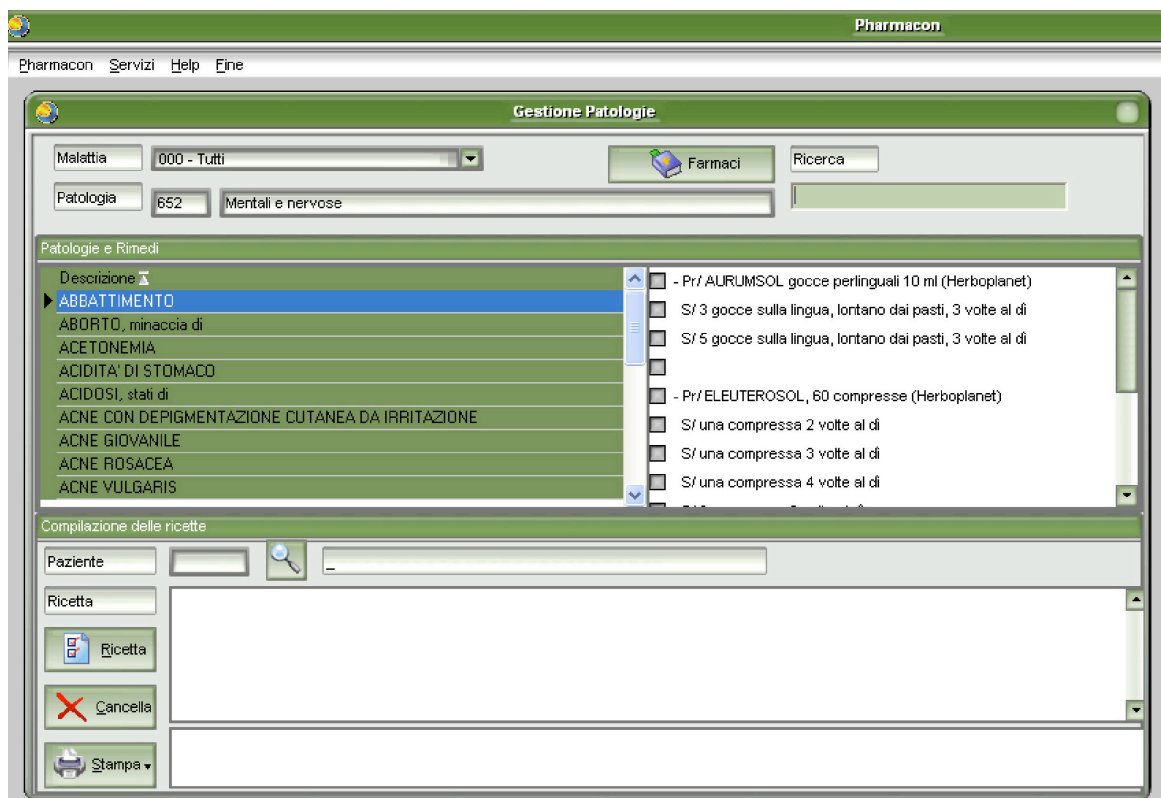 Pharmacon
Pharmacon Servizi Help Fine
Gestione Patologie
Malattia 000 - Tutti Farmaci Ricerca
Patologia 652 Mentali e nervose
Patologie e Rimedi
Descrizione
ABBATTIMENTO
ABORTO, minaccia di
ACETONEMIA
ACIDITA' DI STOMACO
ACIDOSI, stati di
ACNE CON DEPIGMENTAZIONE CUTANEA DA IRRITAZIONE
ACNE GIOVANILE
ACNE ROSACEA
ACNE VULGARIS
- Pr/ AURUMSOL gocce perlinguali 10 ml (Herboplanet)
S/ 3 gocce sulla lingua, lontano dai pasti, 3 volte al dî
S/ 5 gocce sulla lingua, lontano dai pasti, 3 volte al dî
- Pr/ ELEUTEROSOL, 60 compresse (Herboplanet)
S/ una compressa 2 volte al dî
S/ una compressa 3 volte al dî
S/ una compressa 4 volte al dî
Compilazione delle ricette
Paziente _
Ricetta
Ricetta
Cancella
Stampa